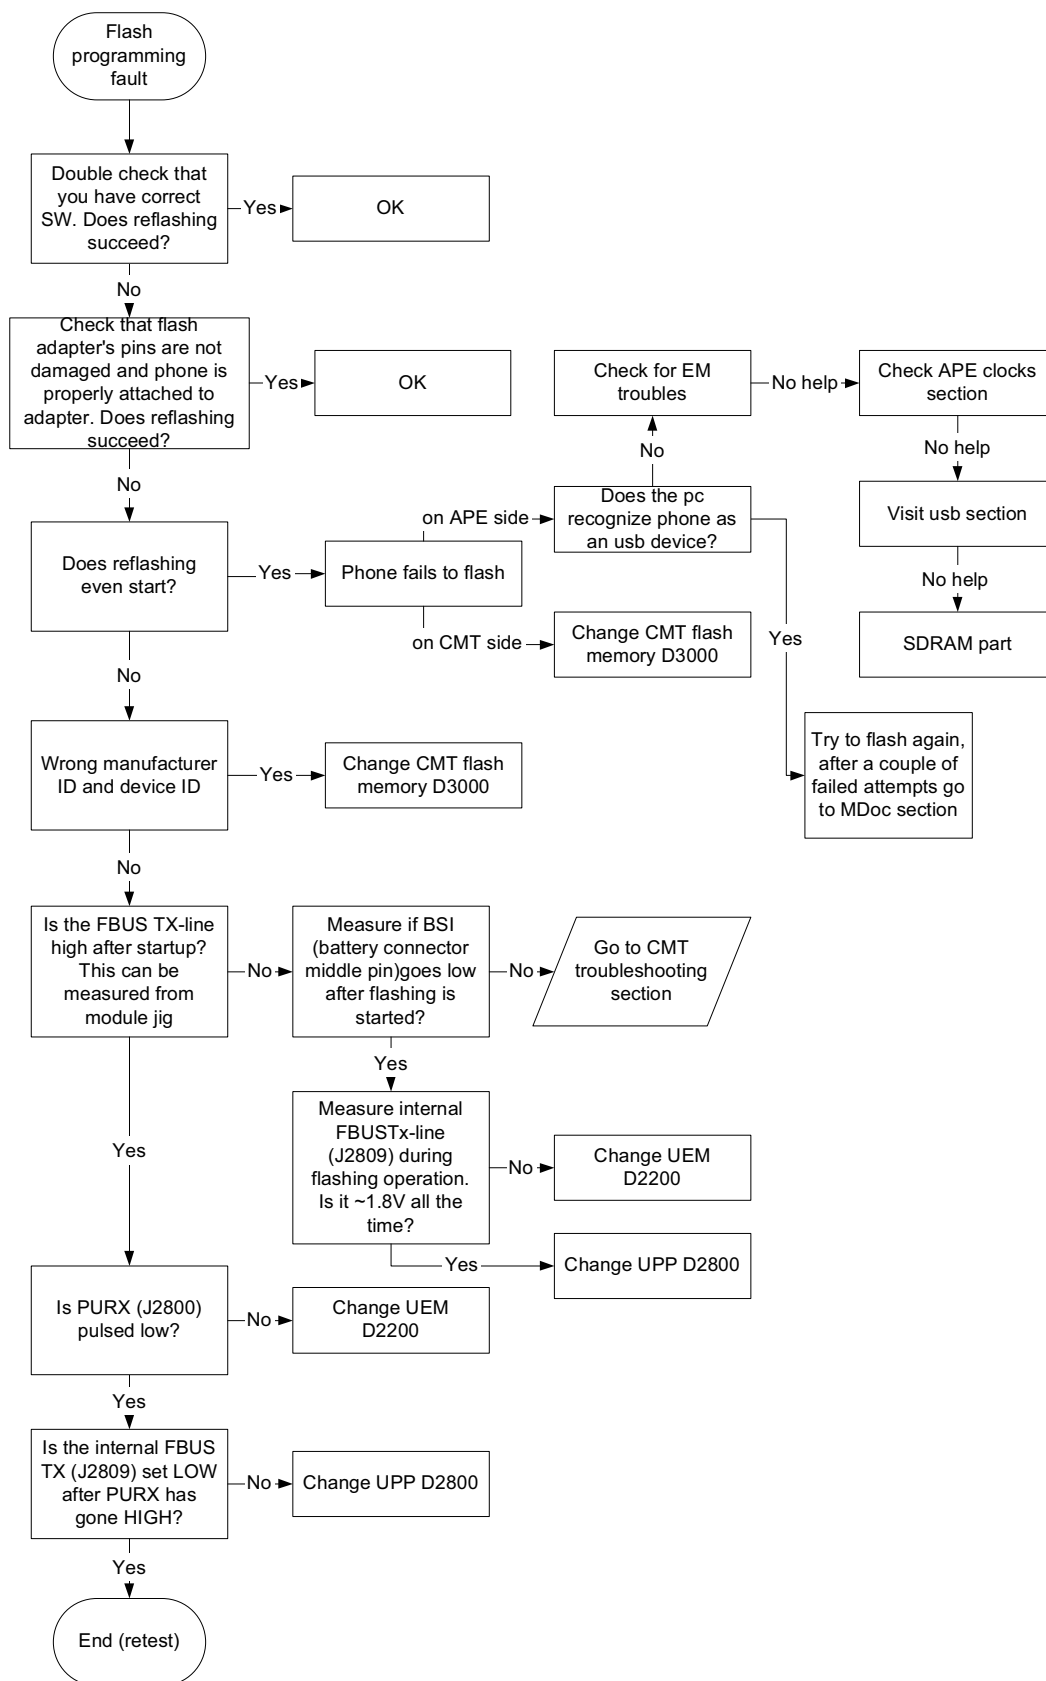 Flash
programming
fault
Double check that
you have correct
SW. Does reflashing
succeed?
Yes
OK
No
Check that flash
adapter's pins are not
damaged and phone is
properly attached to
adapter. Does reflashing
succeed?
Yes
OK
No
Does reflashing
even start?
Yes
Phone fails to flash
on APE side
Does the pc
recognize phone as
an usb device?
No
Check for EM
troubles
No help
Check APE clocks
section
No help
Visit usb section
No help
SDRAM part
Yes
Try to flash again,
after a couple of
failed attempts go
to MDoc section
on CMT side
Change CMT flash
memory D3000
No
Wrong manufacturer
ID and device ID
Yes
Change CMT flash
memory D3000
No
Is the FBUS TX-line
high after startup?
This can be
measured from
module jig
No
Measure if BSI
(battery connector
middle pin)goes low
after flashing is
started?
No
Go to CMT
troubleshooting
section
Yes
Measure internal
FBUSTx-line
(J2809) during
flashing operation.
Is it ~1.8V all the
time?
No
Change UEM
D2200
Yes
Change UPP D2800
Yes
Is PURX (J2800)
pulsed low?
No
Change UEM
D2200
Yes
Is the internal FBUS
TX (J2809) set LOW
after PURX has
gone HIGH?
No
Change UPP D2800
Yes
End (retest)